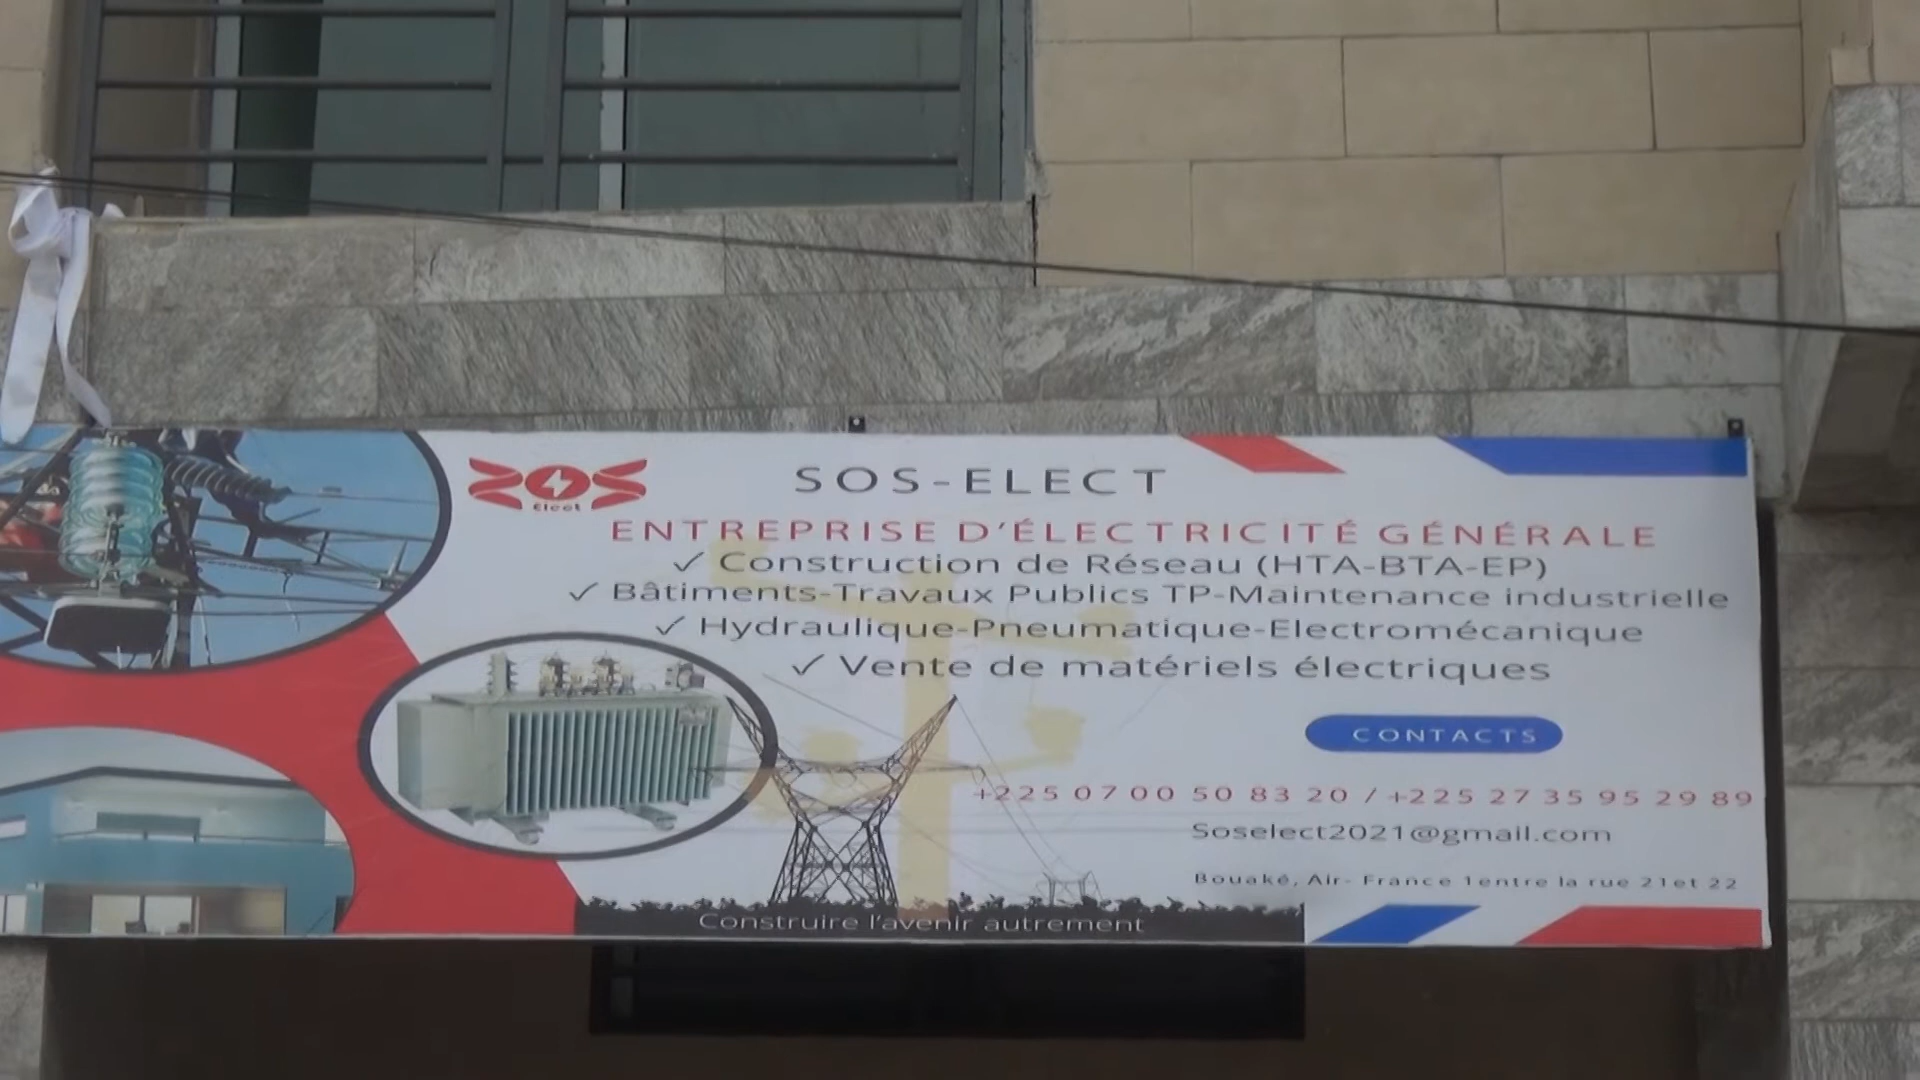 SOS
Elect
SOS-ELECT
ENTREPRISE D'ÉLECTRICITÉ GÉNÉRALE
✓ Construction de Réseau (HTA-BTA-EP)
✓ Bâtiments-Travaux Publics TP-Maintenance industrielle
✓ Hydraulique-Pneumatique-Electromécanique
✓ Vente de matériels électriques
CONTACTS
+225 07 00 50 83 20 / +225 27 35 95 29 89
Soselect2021@gmail.com
Bouaké, Air- France 1entre la rue 21et 22
Construire l'avenir autrement